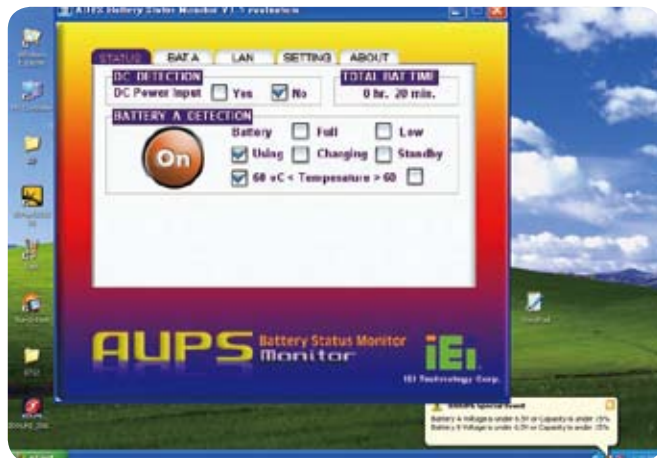 AUPS Battery Status Monitor V1.1 evaluation
STATUS BAT.A LAN SETTING ABOUT
DC DETECTION
DC Power Input Yes No
TOTAL BAT TIME
0 hr. 20 min.
BATTERY A DETECTION
On
Battery Full Low
Using Charging Standby
60 oC < Temperature > 60
AUPS Battery Status Monitor
Monitor
iEi
IEI Technology Corp.
Special Event
Battery A Voltage is under 6.5V or Capacity is under 25%
Battery B Voltage is under 6.5V or Capacity is under 25%